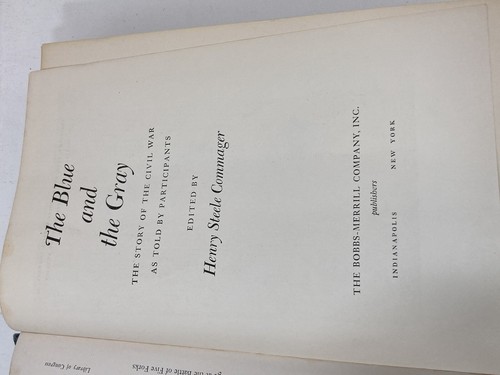 The Blue
and
the Gray
THE STORY OF THE CIVIL WAR
AS TOLD BY PARTICIPANTS
EDITED BY
Henry Steele Commager
THE BOBBS-MERRILL COMPANY, INC.
publishers
INDIANAPOLIS NEW YORK
at the Battle of Five Forks
Library of Congress